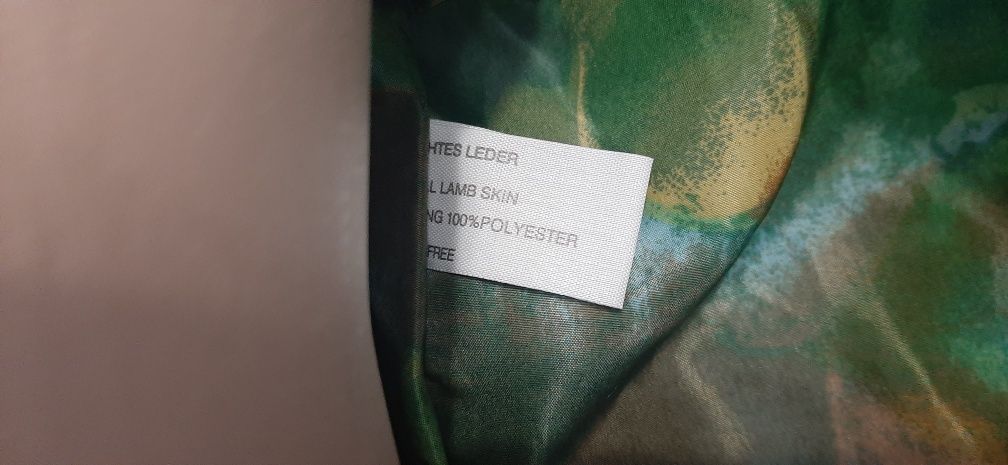 HTES LEDER
L LAMB SKIN
NG 100%POLYESTER
FREE